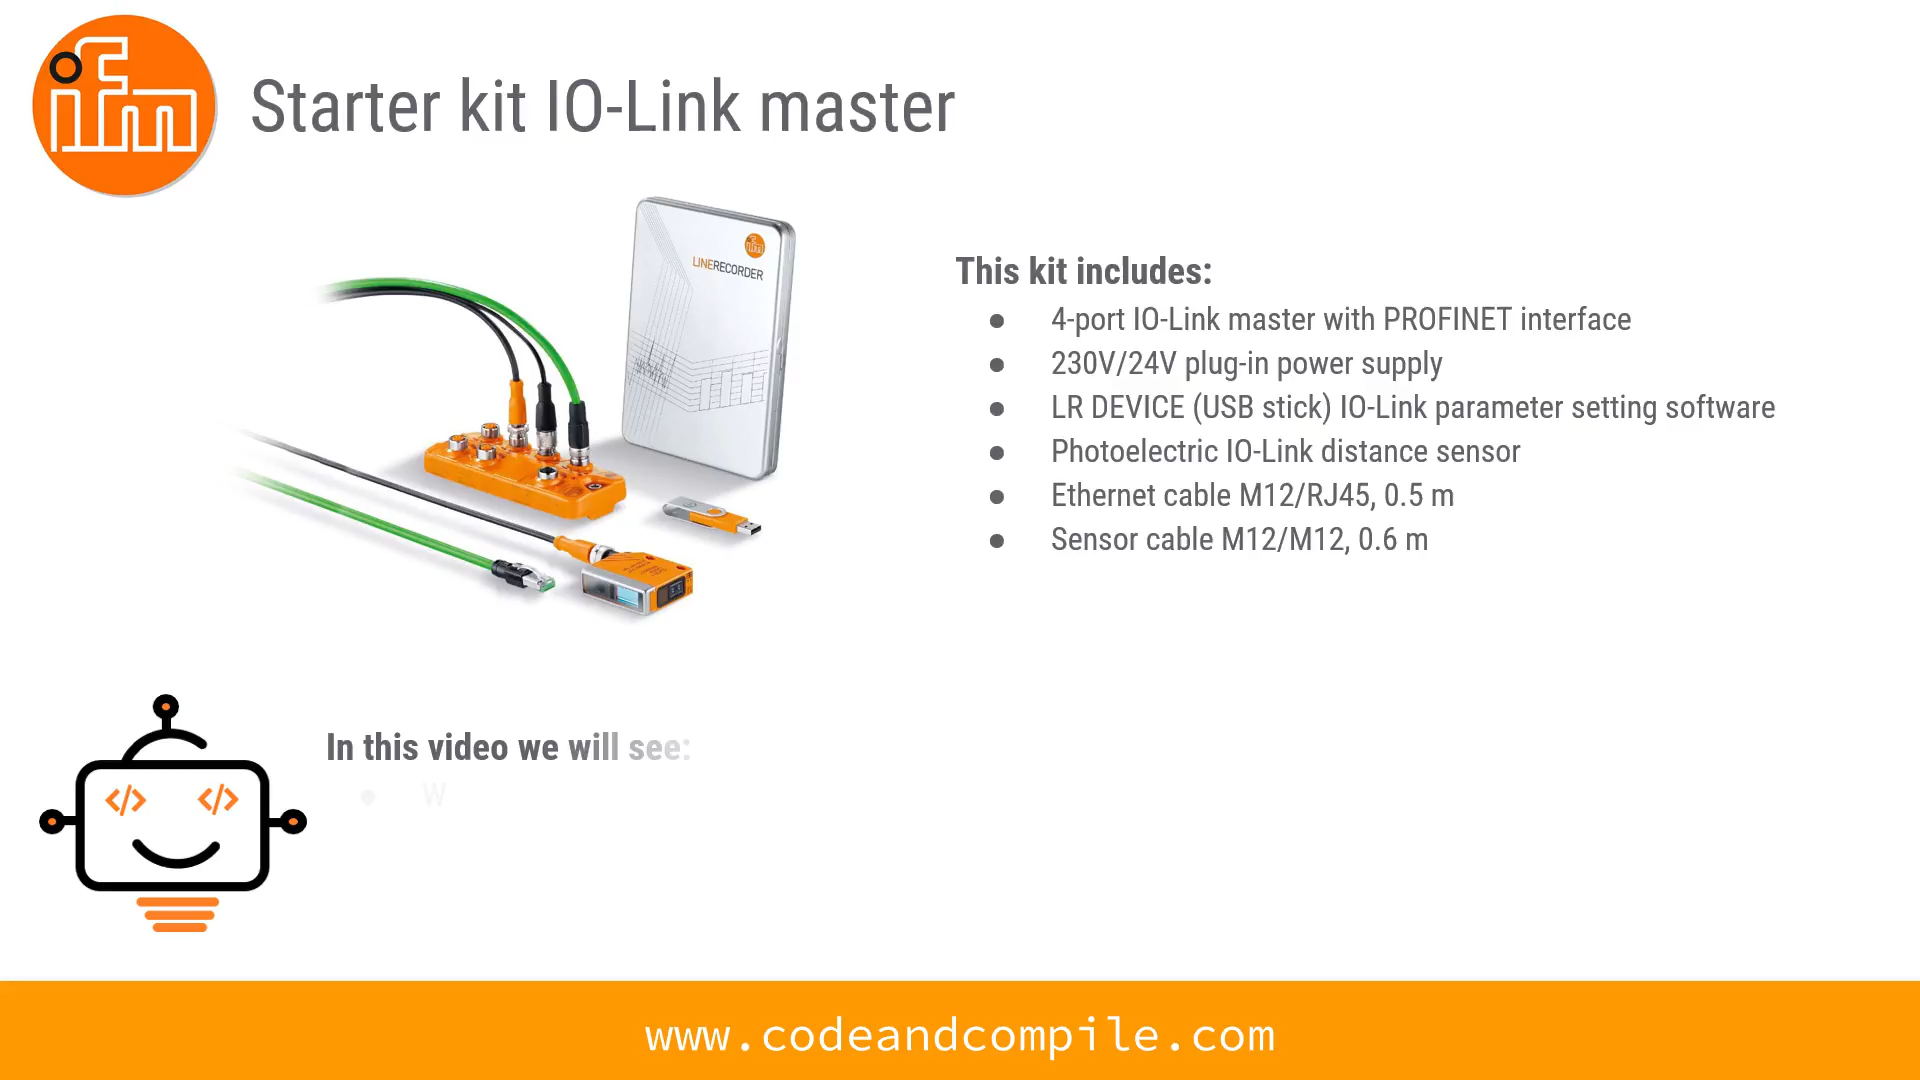 ifm
Starter kit IO-Link master
LINERECORDER
This kit includes:
● 4-port IO-Link master with PROFINET interface
● 230V/24V plug-in power supply
● LR DEVICE (USB stick) IO-Link parameter setting software
● Photoelectric IO-Link distance sensor
● Ethernet cable M12/RJ45, 0.5 m
● Sensor cable M12/M12, 0.6 m
</> </>
In this video we will see:
● W
www.codeandcompile.com